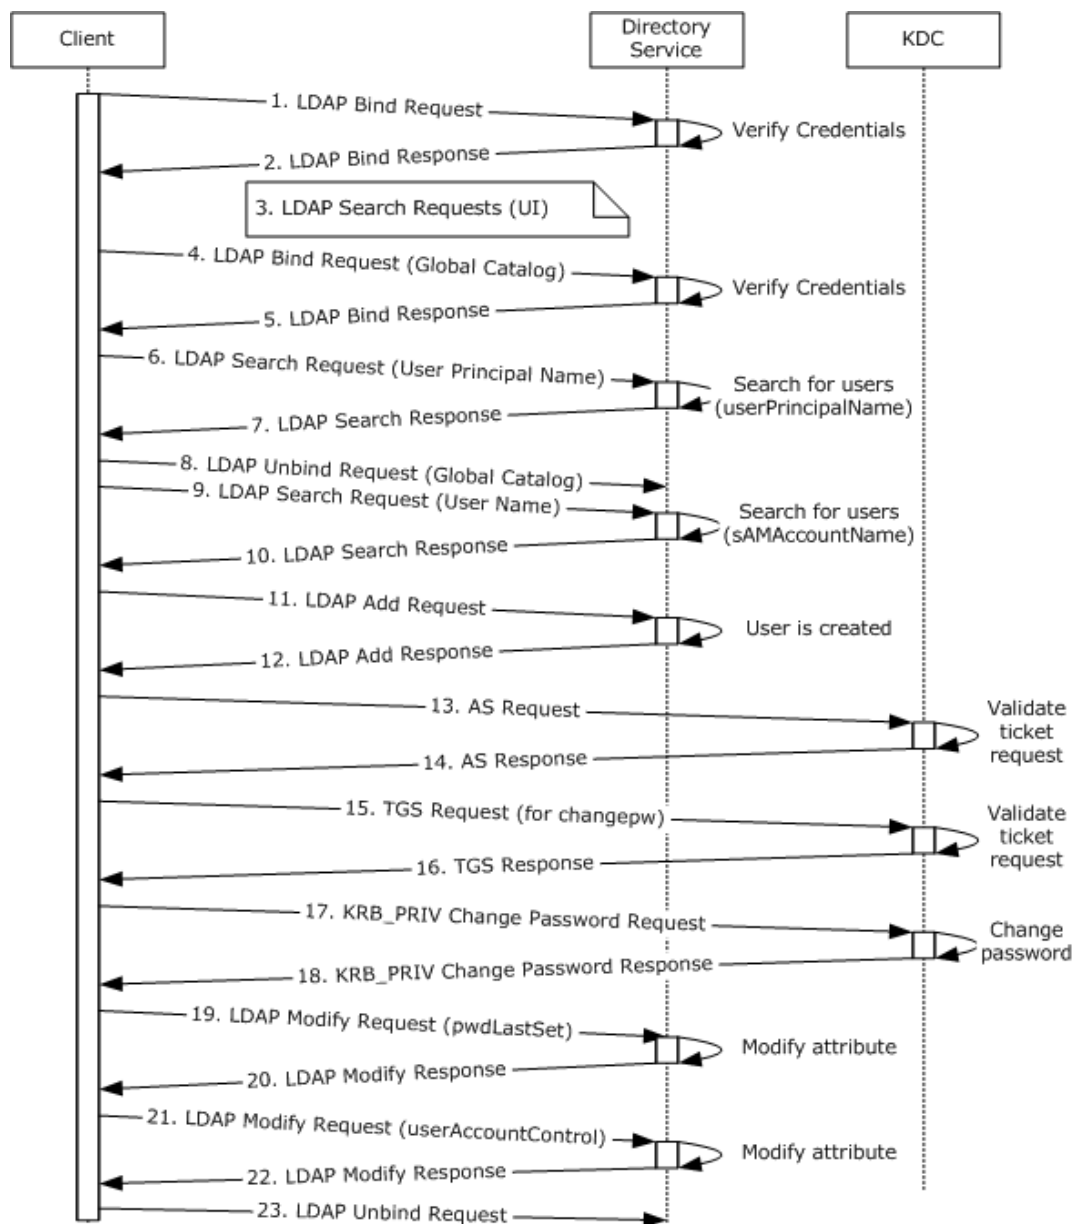 Client
Directory
Service
KDC
1. LDAP Bind Request
Verify Credentials
2. LDAP Bind Response
3. LDAP Search Requests (UI)
4. LDAP Bind Request (Global Catalog)
Verify Credentials
5. LDAP Bind Response
6. LDAP Search Request (User Principal Name)
Search for users
(userPrincipalName)
7. LDAP Search Response
8. LDAP Unbind Request (Global Catalog)
9. LDAP Search Request (User Name)
Search for users
(sAMAccountName)
10. LDAP Search Response
11. LDAP Add Request
User is created
12. LDAP Add Response
13. AS Request
Validate
ticket
request
14. AS Response
15. TGS Request (for changepw)
Validate
ticket
request
16. TGS Response
17. KRB_PRIV Change Password Request
Change
password
18. KRB_PRIV Change Password Response
19. LDAP Modify Request (pwdLastSet)
Modify attribute
20. LDAP Modify Response
21. LDAP Modify Request (userAccountControl)
Modify attribute
22. LDAP Modify Response
23. LDAP Unbind Request